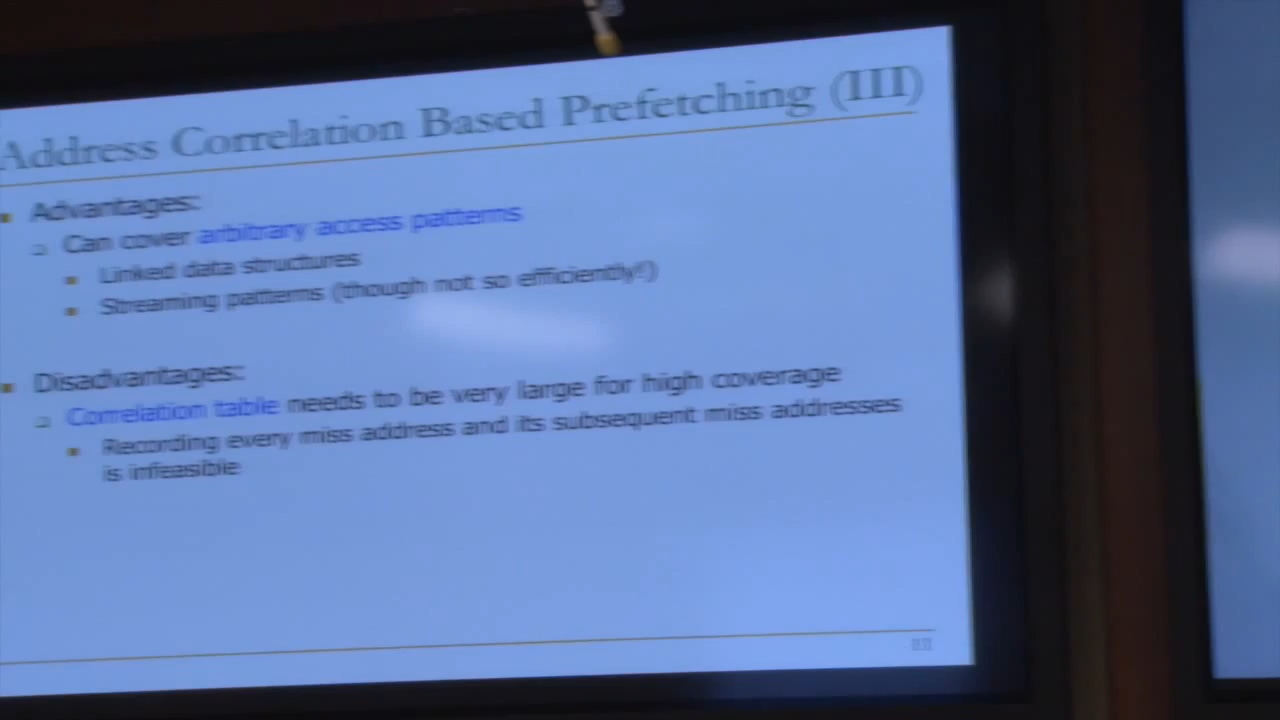 Address Correlation Based Prefetching (III)
Advantages:
Can cover arbitrary access patterns
Linked data structures
Streaming patterns (though not so efficiently!)
Disadvantages:
Correlation table needs to be very large for high coverage
Recording every miss address and its subsequent miss addresses
is infeasible